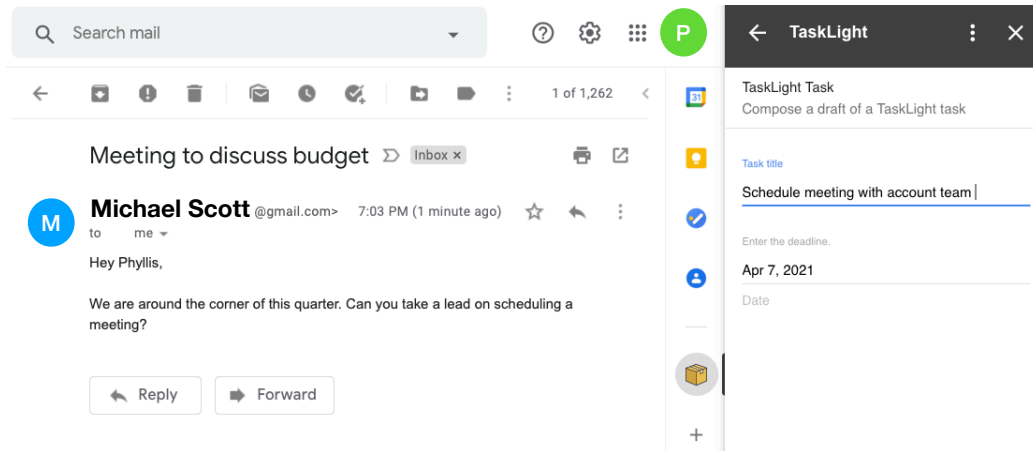 Search mail
P
TaskLight
1 of 1,262
31
TaskLight Task
Compose a draft of a TaskLight task
Meeting to discuss budget
Inbox ×
Task title
Schedule meeting with account team
M
Michael Scott @gmail.com> 7:03 PM (1 minute ago)
to me
Hey Phyllis,
We are around the corner of this quarter. Can you take a lead on scheduling a
meeting?
Enter the deadline.
Apr 7, 2021
Date
Reply
Forward